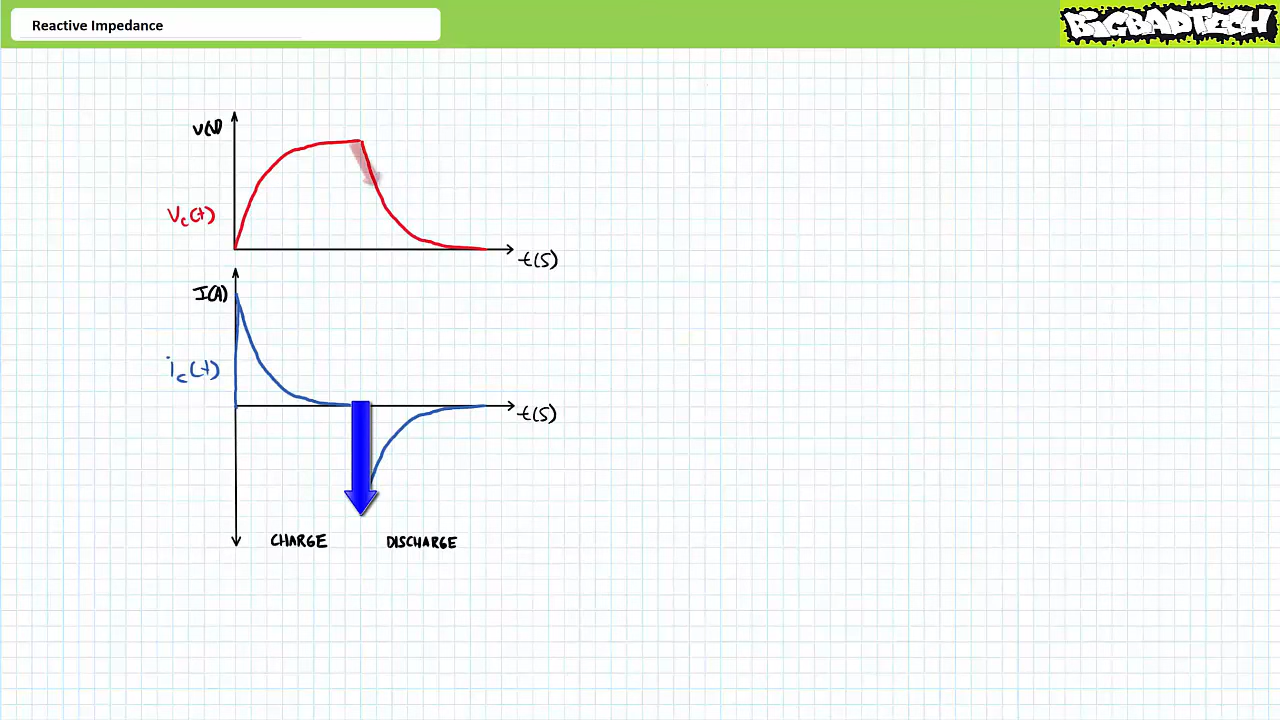 Reactive Impedance
BIGBADTECH
V(V)
Vc(t)
t(s)
I(A)
ic(t)
t(s)
CHARGE
DISCHARGE